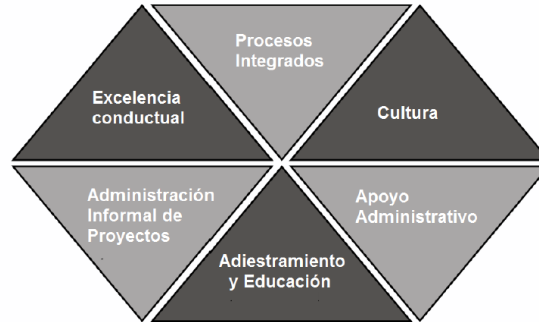 Procesos
Integrados
Excelencia
conductual
Cultura
Administración
Informal de
Proyectos
Apoyo
Administrativo
Adiestramiento
y Educación